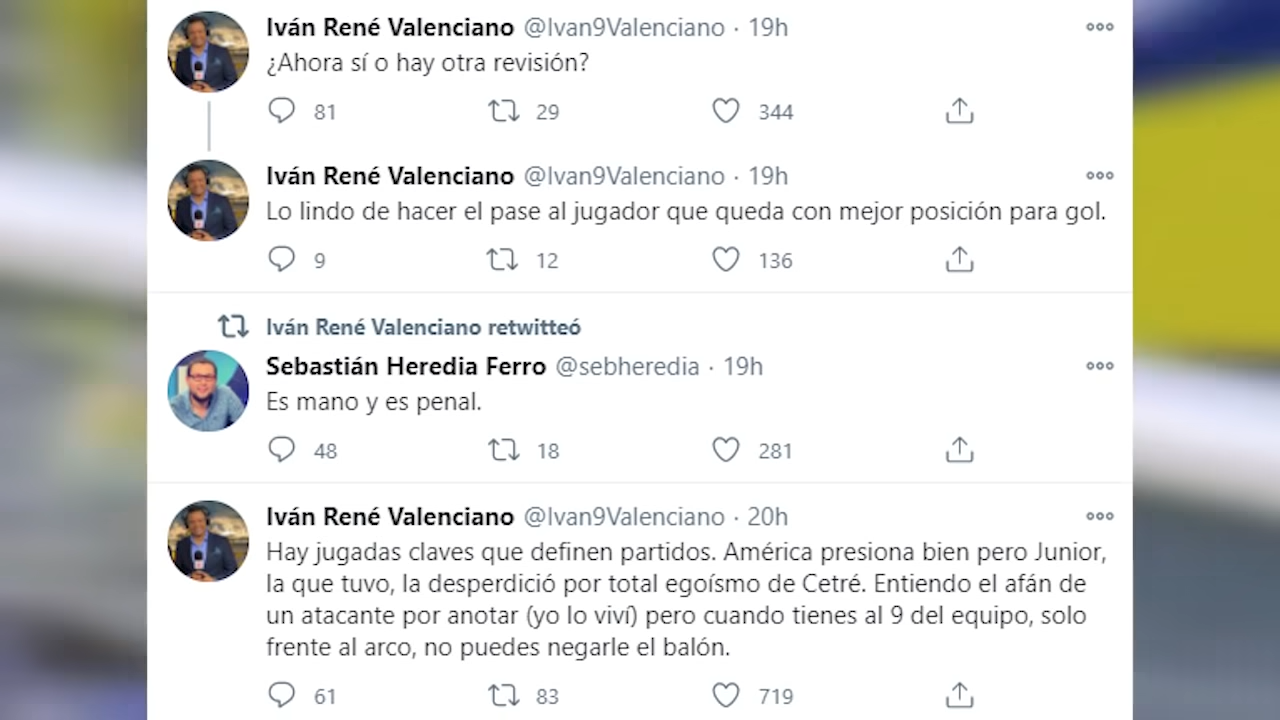 Iván René Valenciano @Ivan9Valenciano · 19h
¿Ahora sí o hay otra revisión?
81 29 344
Iván René Valenciano @Ivan9Valenciano · 19h
Lo lindo de hacer el pase al jugador que queda con mejor posición para gol.
9 12 136
Iván René Valenciano retwitteó
Sebastián Heredia Ferro @sebheredia · 19h
Es mano y es penal.
48 18 281
Iván René Valenciano @Ivan9Valenciano · 20h
Hay jugadas claves que definen partidos. América presiona bien pero Junior,
la que tuvo, la desperdició por total egoísmo de Cetré. Entiendo el afán de
un atacante por anotar (yo lo viví) pero cuando tienes al 9 del equipo, solo
frente al arco, no puedes negarle el balón.
61 83 719